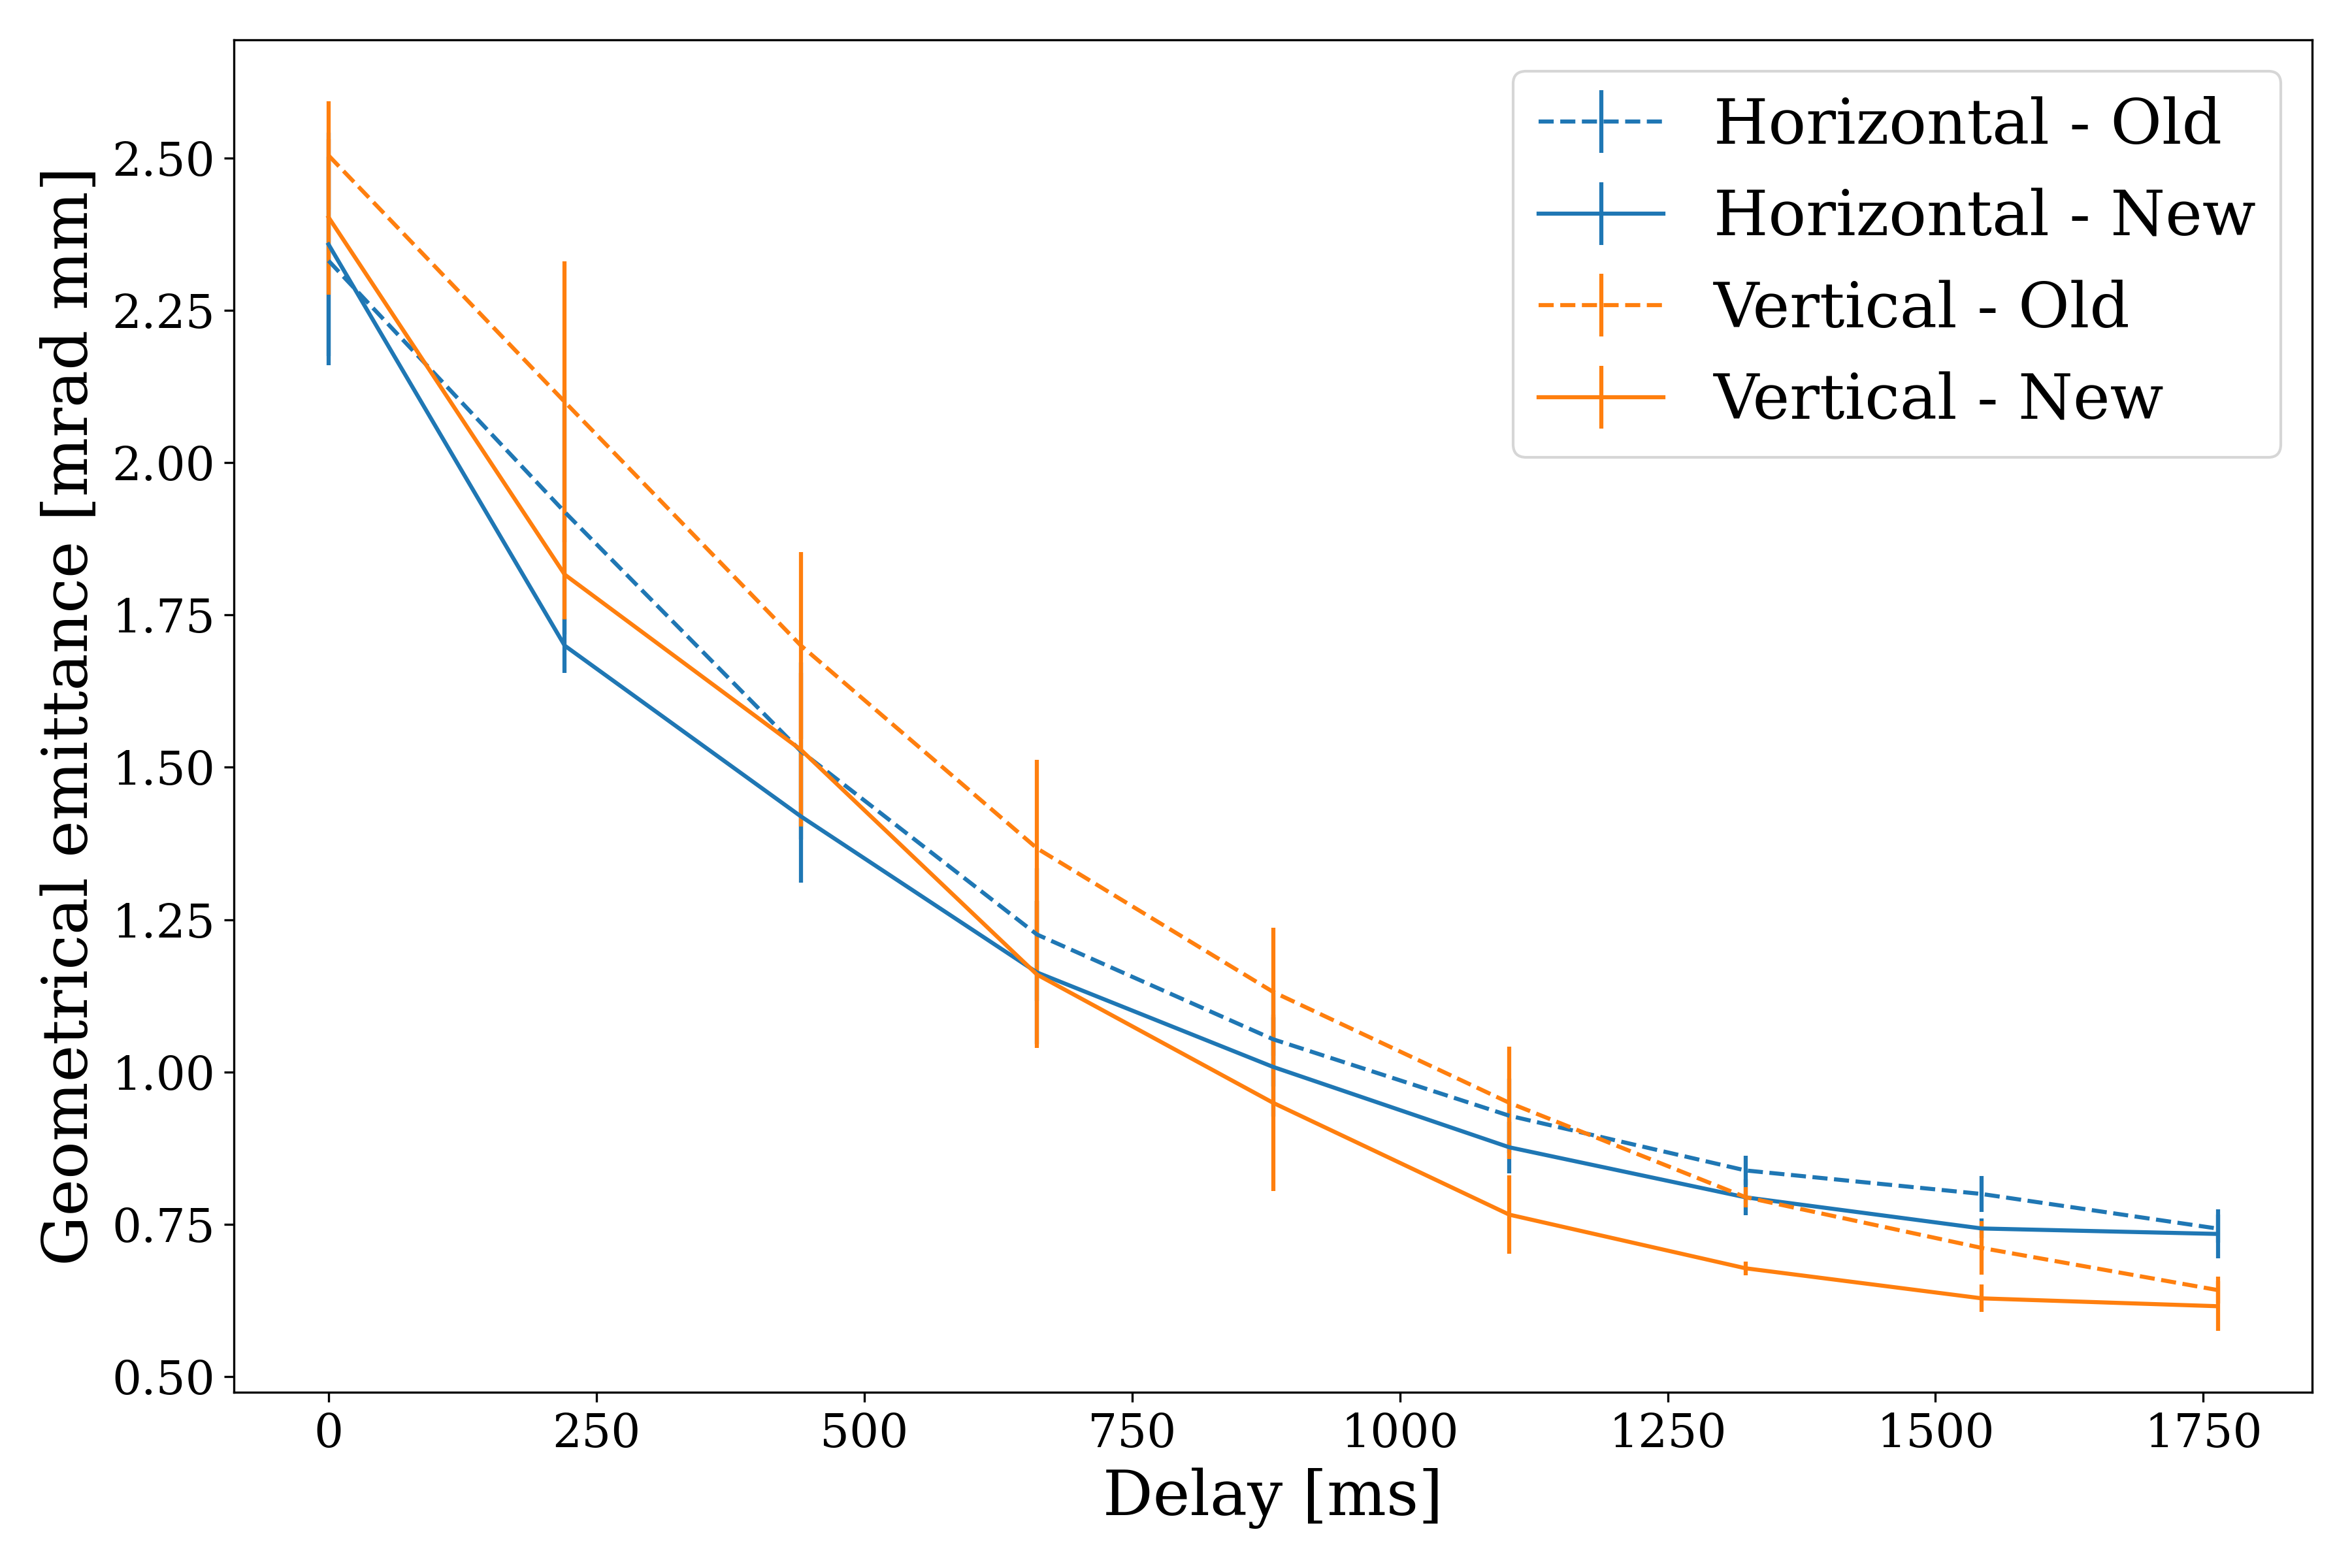 Geometrical emittance [mrad mm]
2.50
2.25
2.00
1.75
1.50
1.25
1.00
0.75
0.50
Horizontal - Old
Horizontal - New
Vertical - Old
Vertical - New
0 250 500 750 1000 1250 1500 1750
Delay [ms]